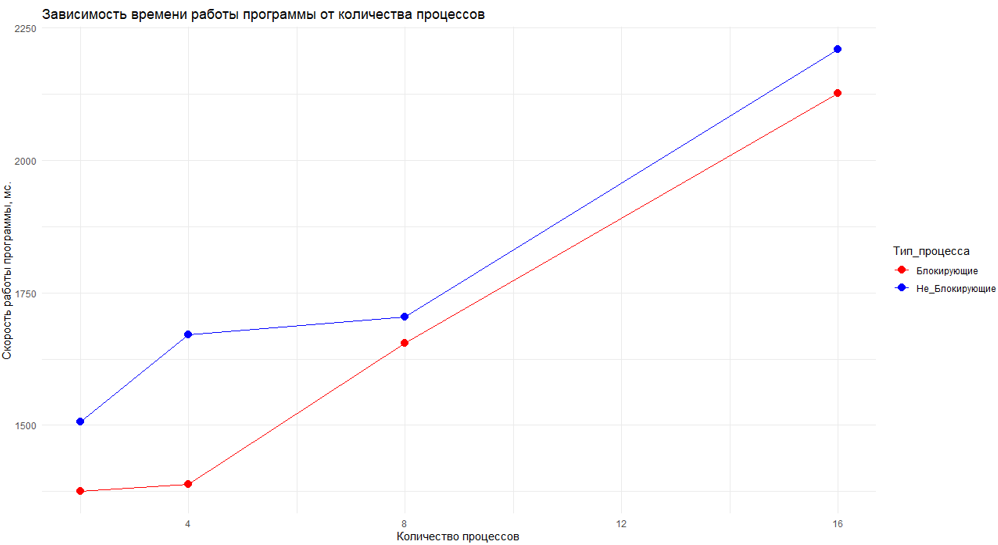 Зависимость времени работы программы от количества процессов
2250
2000
1750
1500
Скорость работы программы, мс.
4
8
12
16
Количество процессов
Тип_процесса
Блокирующие
Не_Блокирующие